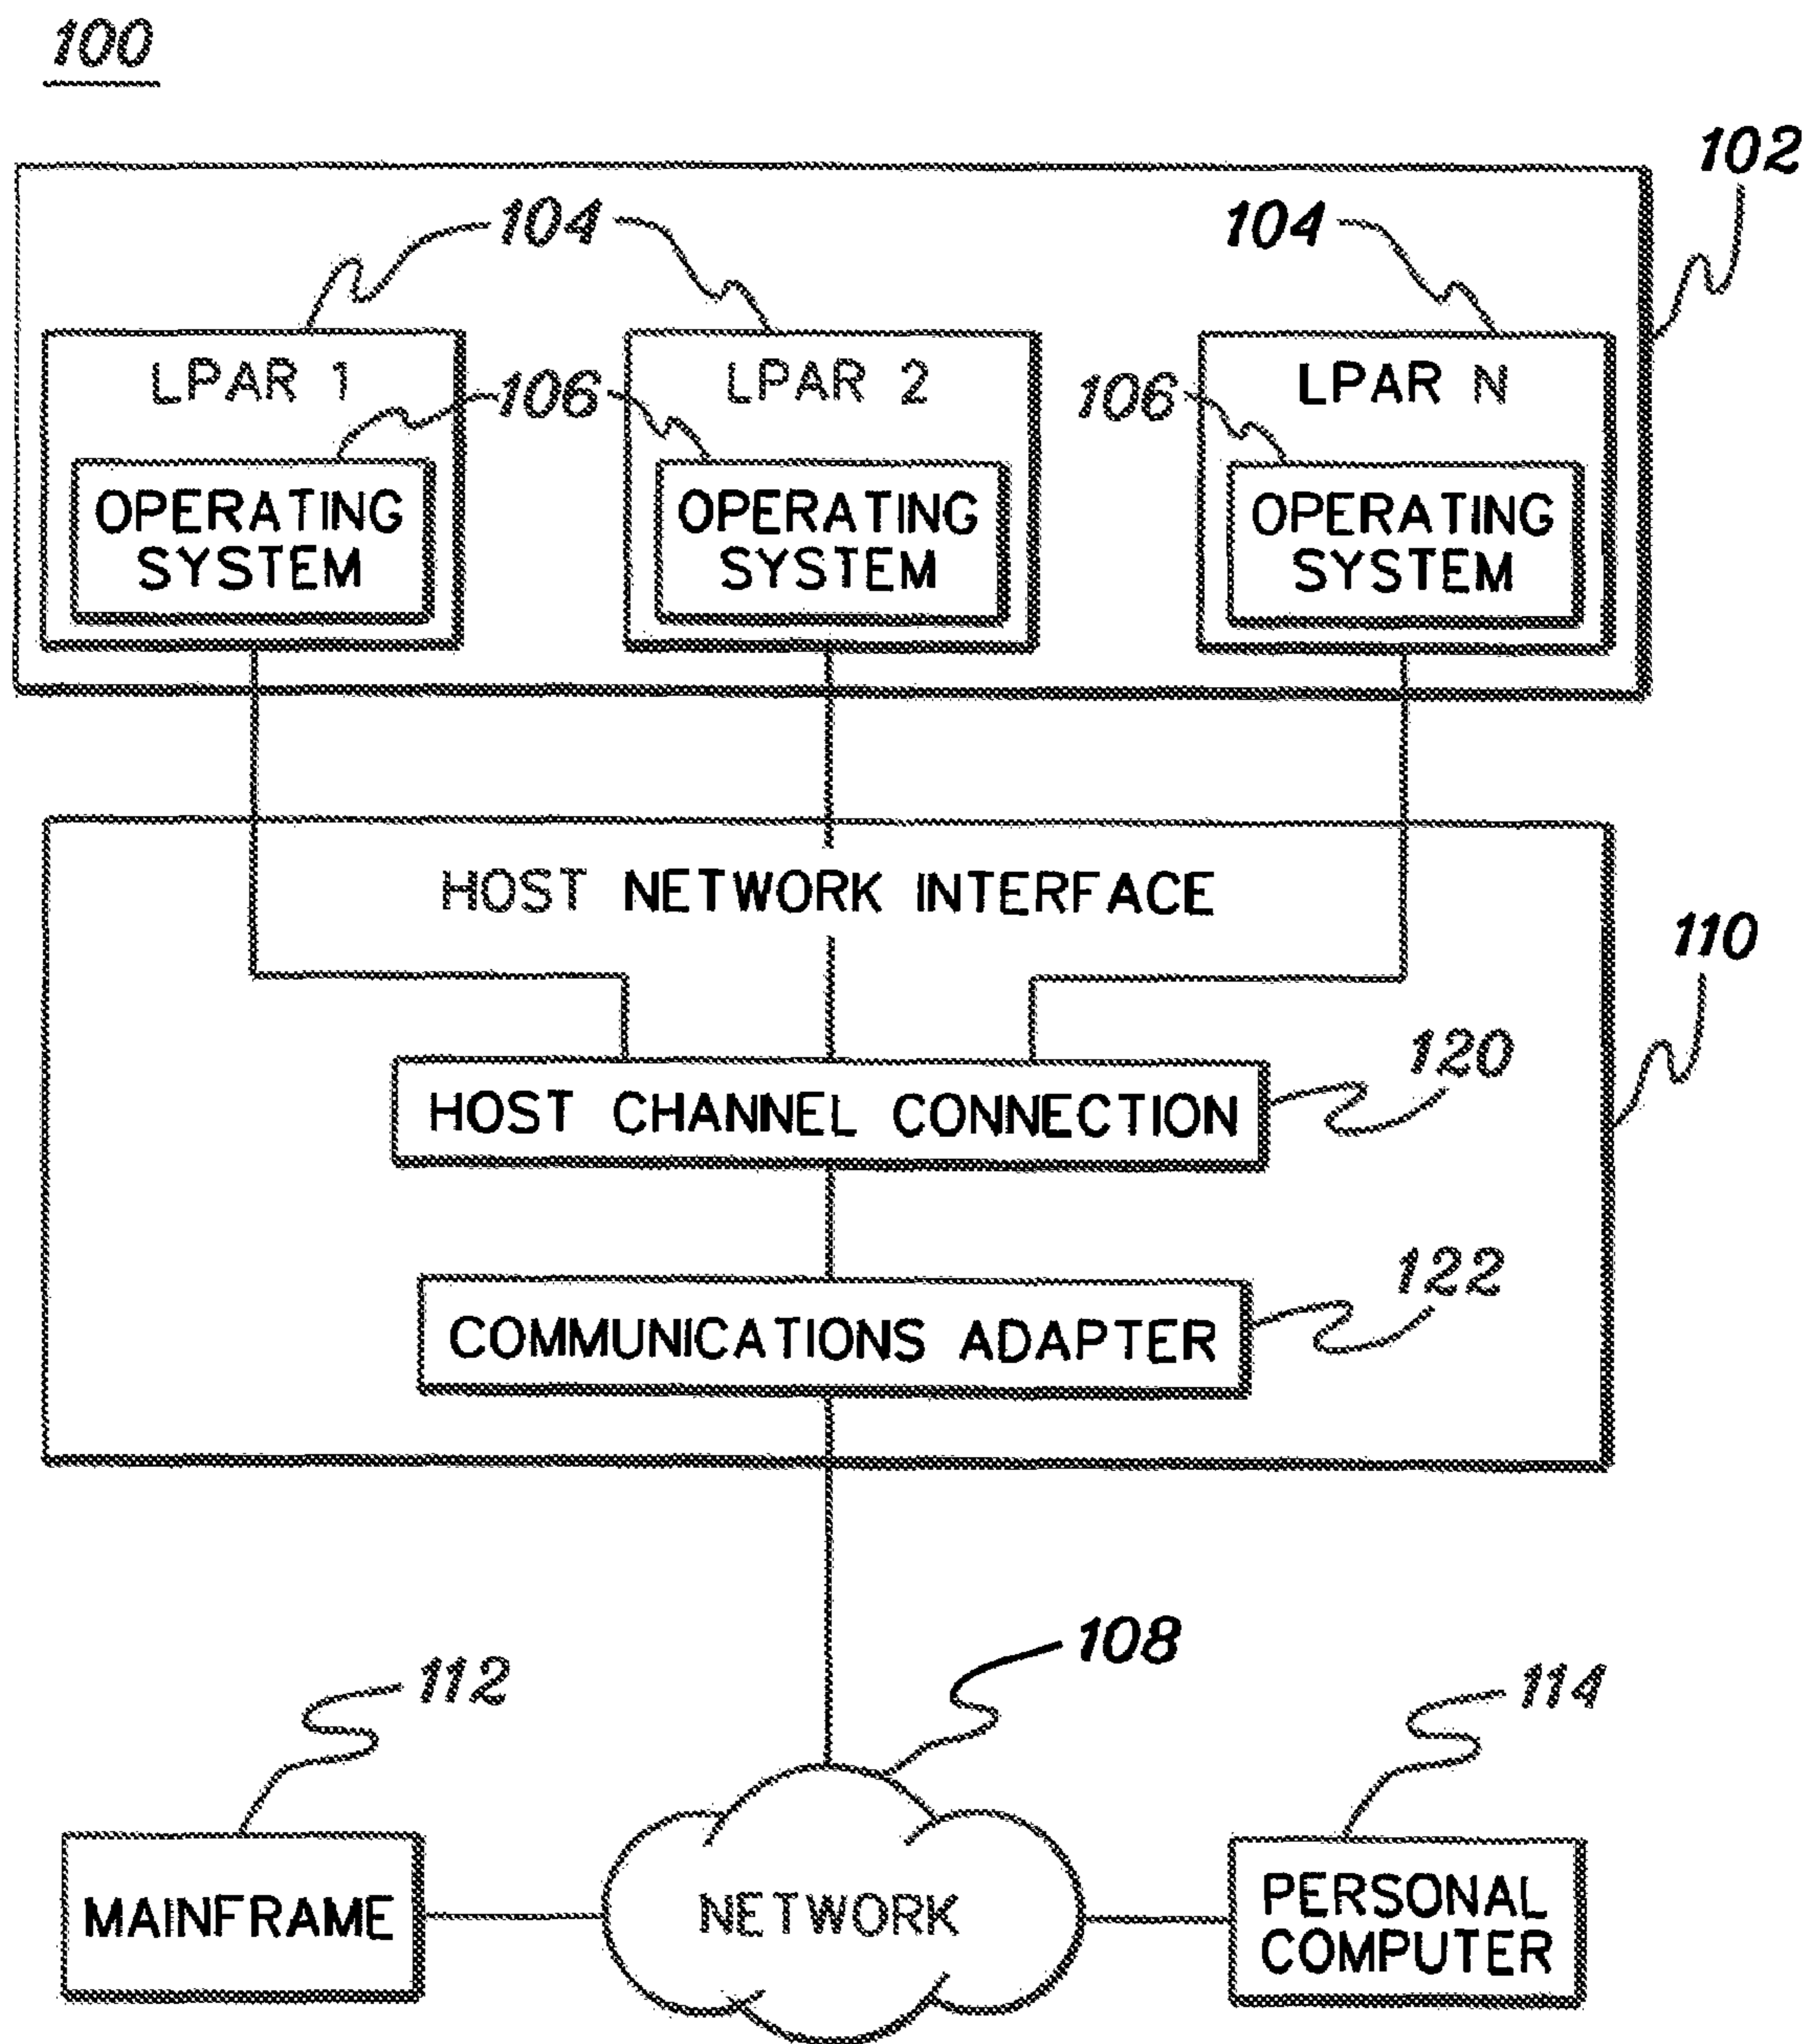 100
102
104
104
LPAR 1
LPAR 2
LPAR N
106
106
OPERATING
SYSTEM
OPERATING
SYSTEM
OPERATING
SYSTEM
HOST NETWORK INTERFACE
110
120
HOST CHANNEL CONNECTION
122
COMMUNICATIONS ADAPTER
108
112
114
MAINFRAME
NETWORK
PERSONAL
COMPUTER